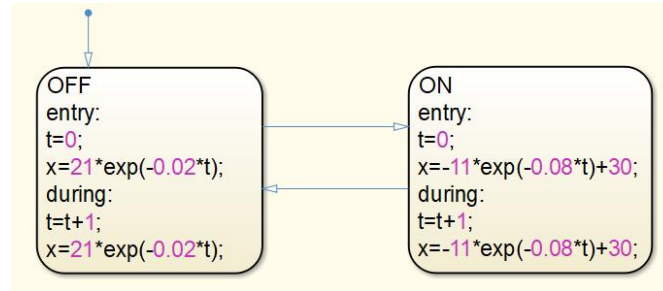 OFF
entry:
t=0;
x=21*exp(-0.02*t);
during:
t=t+1;
x=21*exp(-0.02*t);
ON
entry:
t=0;
x=-11*exp(-0.08*t)+30;
during:
t=t+1;
x=-11*exp(-0.08*t)+30;